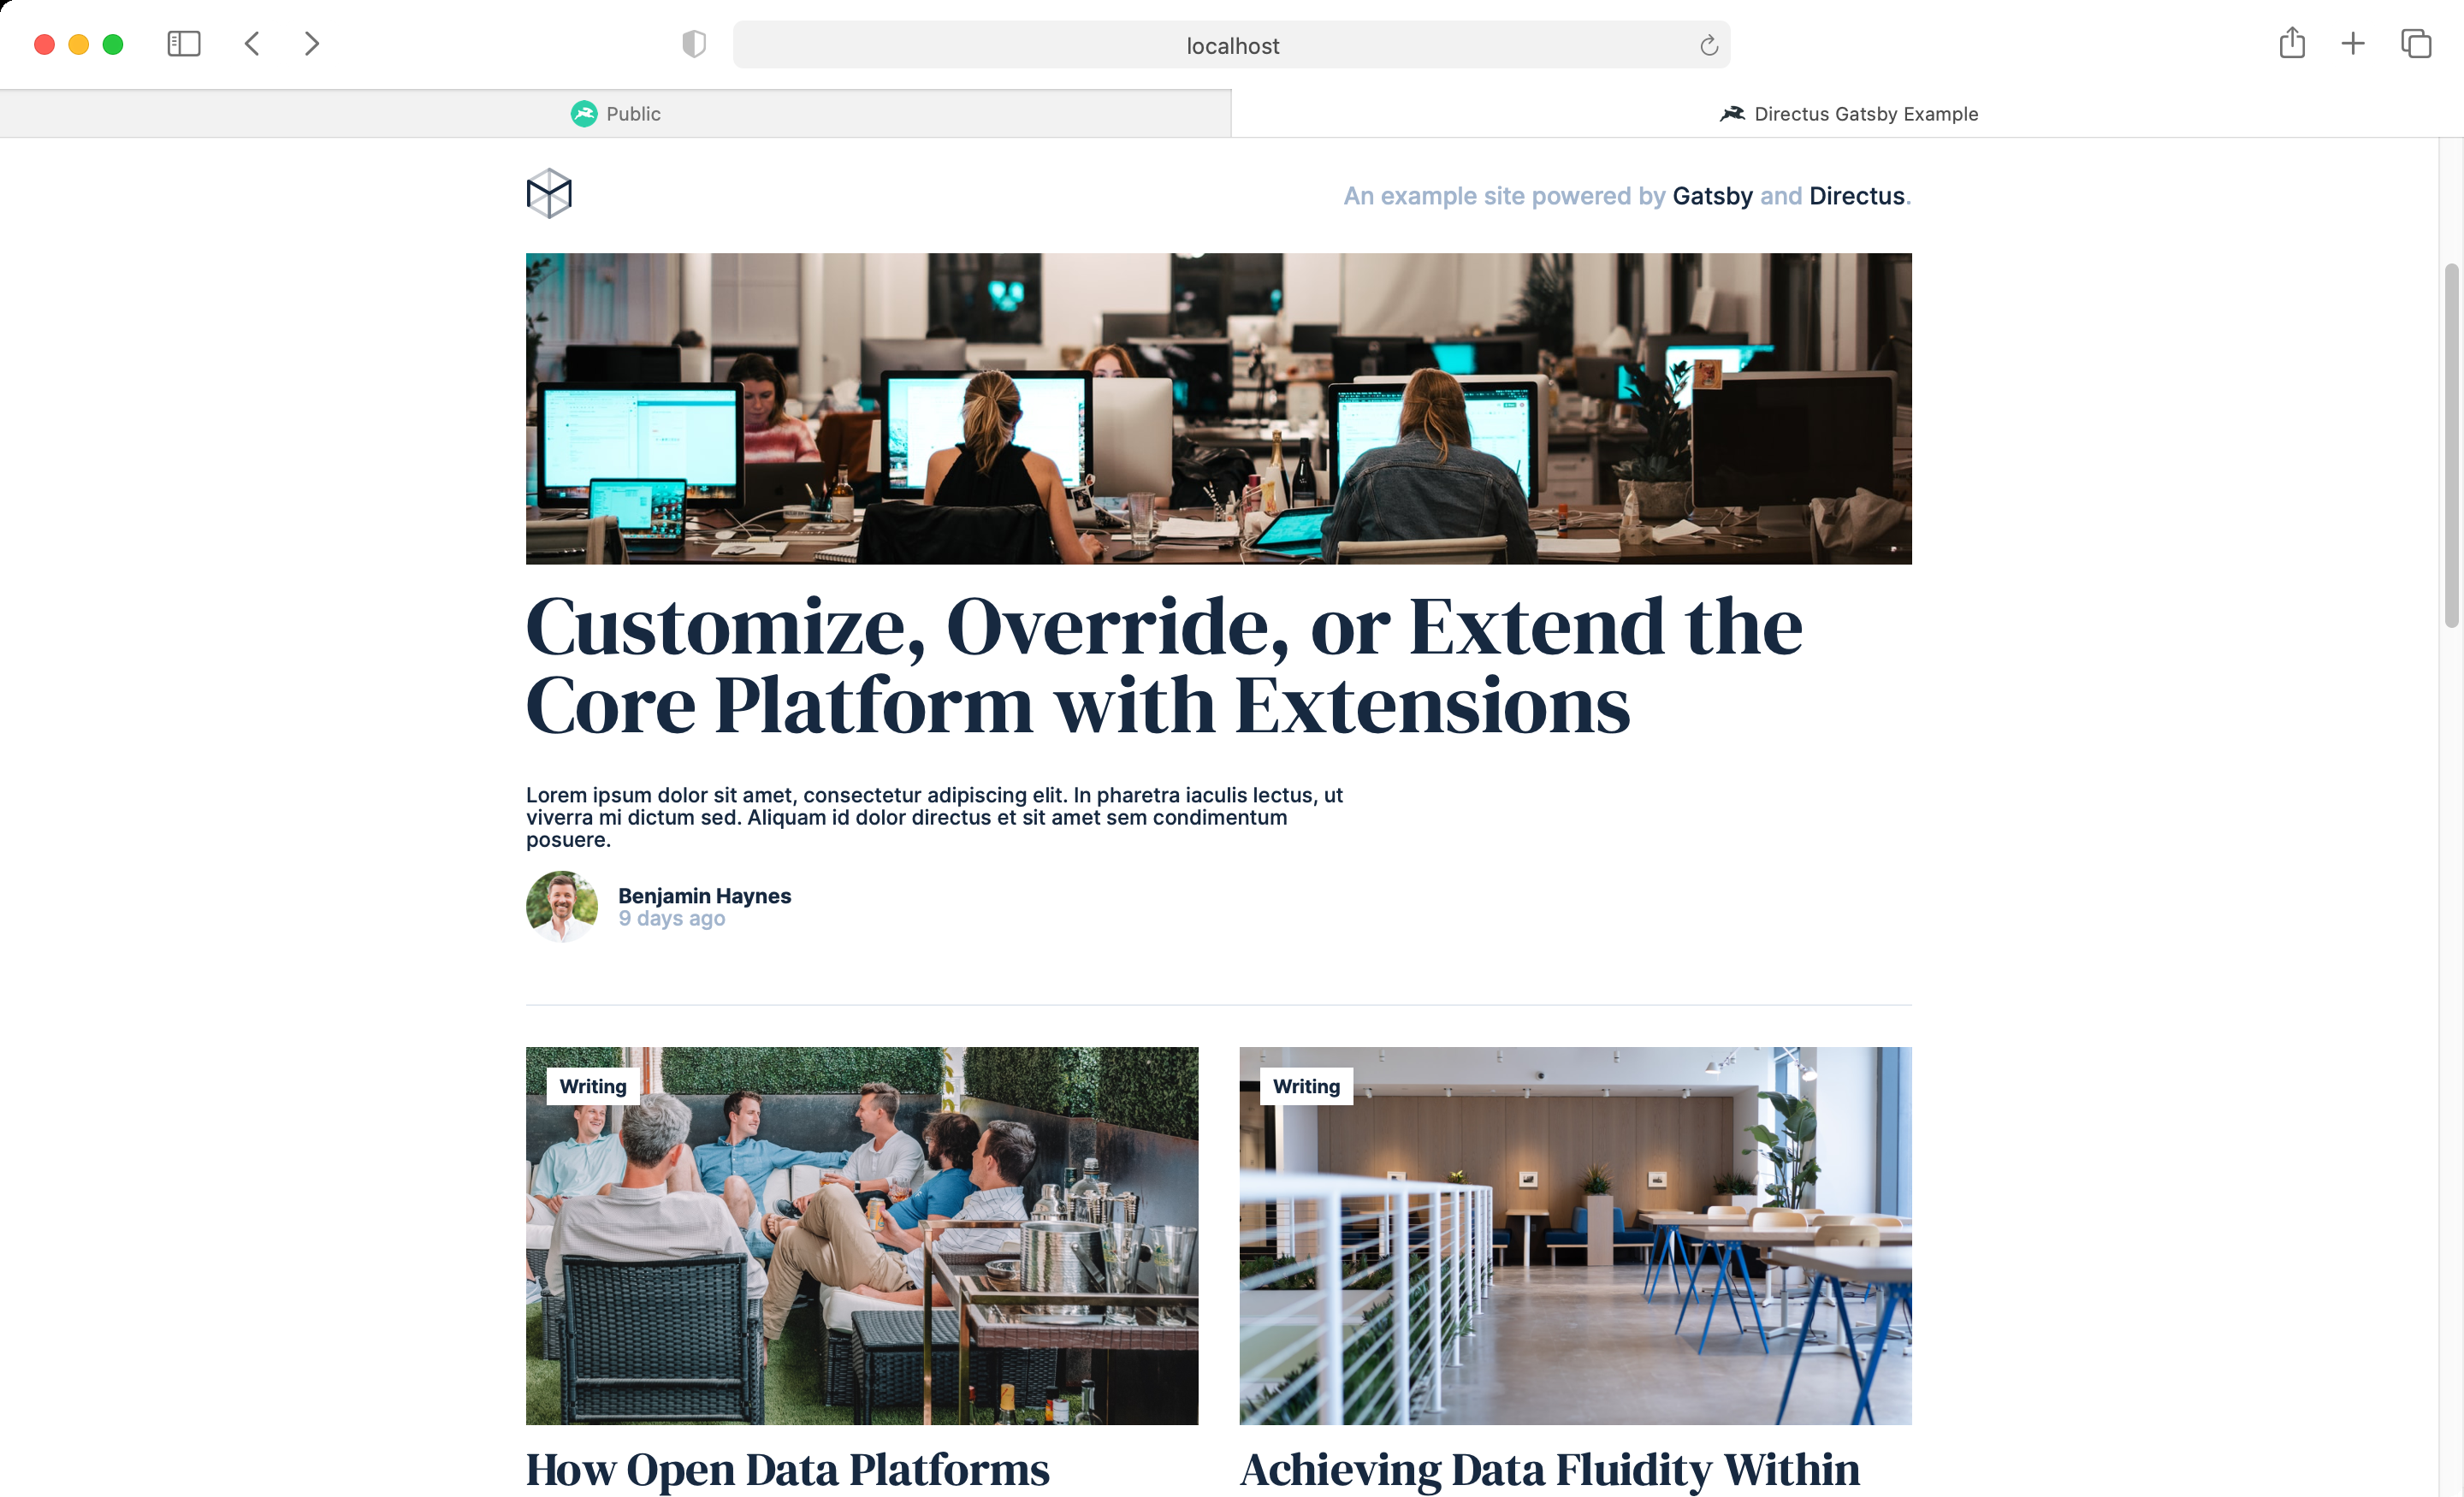 localhost
Public
Directus Gatsby Example
An example site powered by Gatsby and Directus.
Customize, Override, or Extend the
Core Platform with Extensions
Lorem ipsum dolor sit amet, consectetur adipiscing elit. In pharetra iaculis lectus, ut
viverra mi dictum sed. Aliquam id dolor directus et sit amet sem condimentum
posuere.
Benjamin Haynes
9 days ago
Writing
Writing
How Open Data Platforms
Achieving Data Fluidity Within